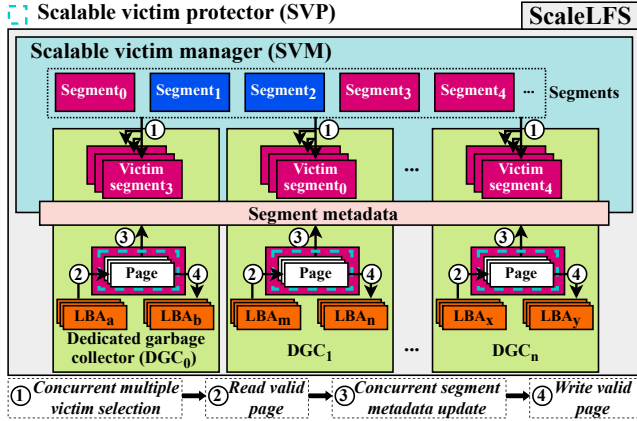 Scalable victim protector (SVP)
ScaleLFS
Scalable victim manager (SVM)
Segment0 Segment1 Segment2 Segment3 Segment4 ... Segments
1 1 1
Victim segment3
Victim segment0
...
Victim segment4
Segment metadata
3 3 3
2 Page 4
2 Page 4
2 Page 4
LBAa LBAb LBAm LBAn LBAx LBAy
Dedicated garbage
collector (DGC0)
DGC1
...
DGCn
1 Concurrent multiple
victim selection
2 Read valid
page
3 Concurrent segment
metadata update
4 Write valid
page